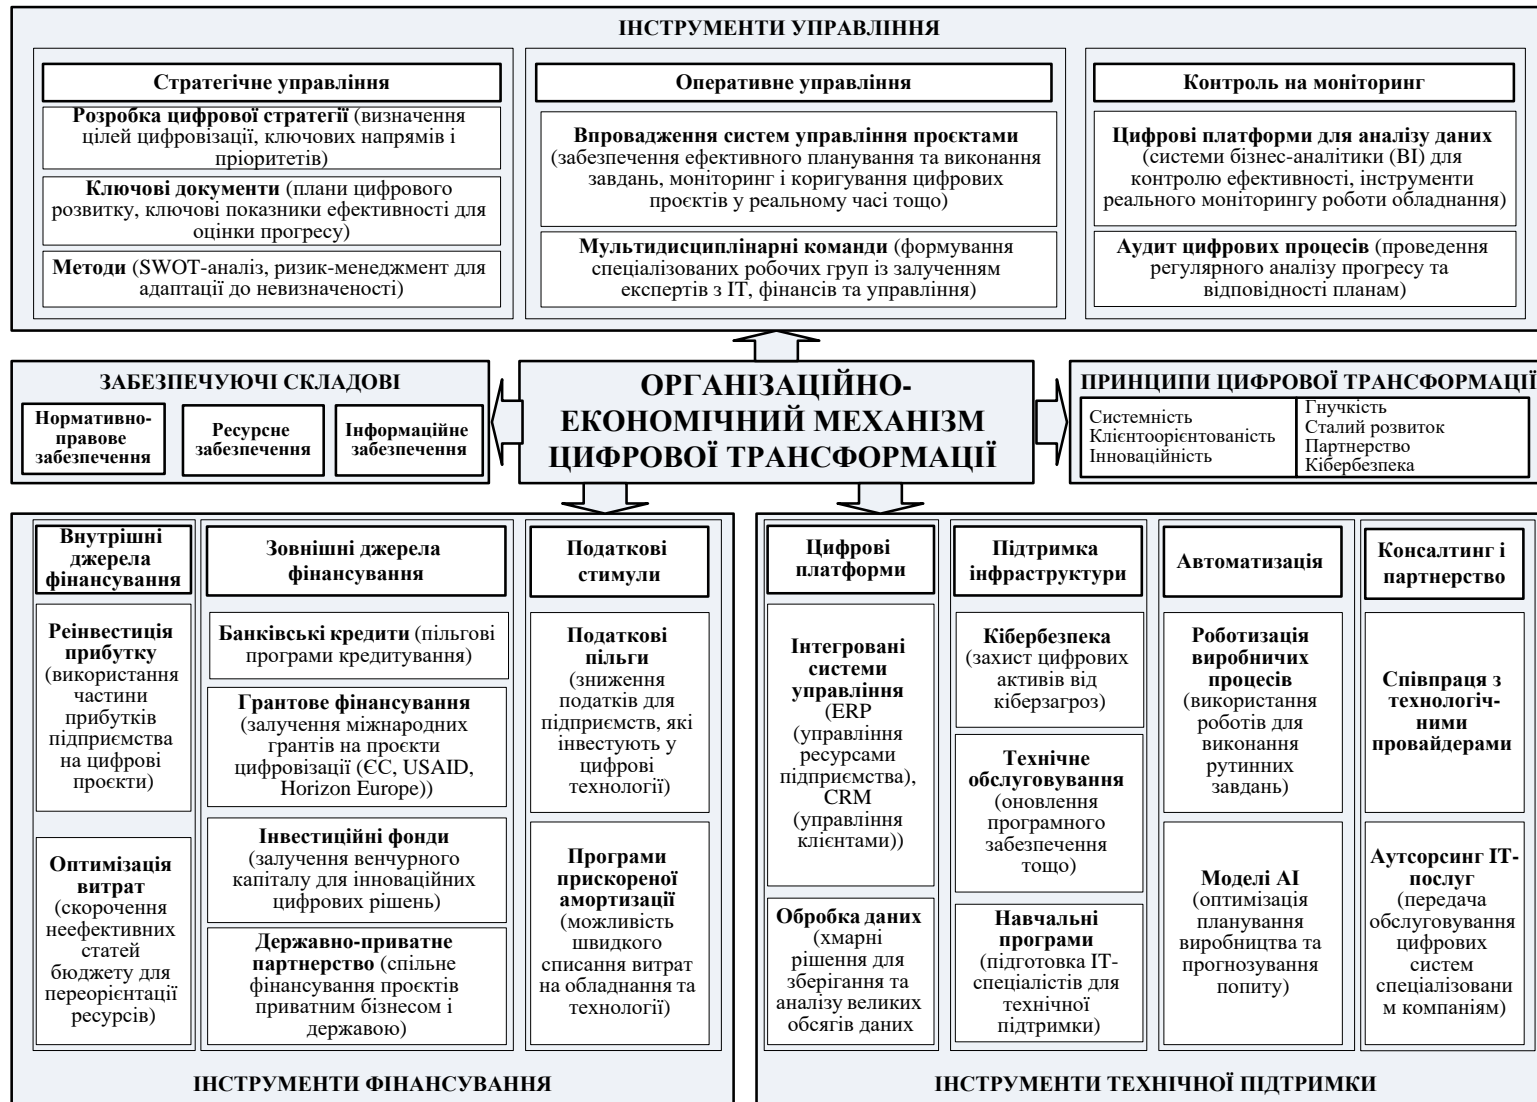 ІНСТРУМЕНТИ УПРАВЛІННЯ
Стратегічне управління
Розробка цифрової стратегії (визначення
цілей цифровізації, ключових напрямів і
пріоритетів)
Ключові документи (плани цифрового
розвитку, ключові показники ефективності для
оцінки прогресу)
Методи (SWOT-аналіз, ризик-менеджмент для
адаптації до невизначеності)
Оперативне управління
Впровадження систем управління проєктами
(забезпечення ефективного планування та виконання
завдань, моніторинг і коригування цифрових
проєктів у реальному часі тощо)
Мультидисциплінарні команди (формування
спеціалізованих робочих груп із залученням
експертів з IT, фінансів та управління)
Контроль на моніторинг
Цифрові платформи для аналізу даних
(системи бізнес-аналітики (BI) для
контролю ефективності, інструменти
реального моніторингу роботи обладнання)
Аудит цифрових процесів (проведення
регулярного аналізу прогресу та
відповідності планам)
ЗАБЕЗПЕЧУЮЧІ СКЛАДОВІ
Нормативно-
правове
забезпечення
Ресурсне
забезпечення
Інформаційне
забезпечення
ОРГАНІЗАЦІЙНО-
ЕКОНОМІЧНИЙ МЕХАНІЗМ
ЦИФРОВОЇ ТРАНСФОРМАЦІЇ
ПРИНЦИПИ ЦИФРОВОЇ ТРАНСФОРМАЦІЇ
Системність
Клієнтоорієнтованість
Інноваційність
Гнучкість
Сталий розвиток
Партнерство
Кібербезпека
Внутрішні
джерела
фінансування
Реінвестиція
прибутку
(використання
частини
прибутків
підприємства
на цифрові
проєкти)
Оптимізація
витрат
(скорочення
неефективних
статей
бюджету для
переорієнтації
ресурсів)
Зовнішні джерела
фінансування
Банківські кредити (пільгові
програми кредитування)
Грантове фінансування
(залучення міжнародних
грантів на проєкти
цифровізації (ЄС, USAID,
Horizon Europe))
Інвестиційні фонди
(залучення венчурного
капіталу для інноваційних
цифрових рішень)
Державно-приватне
партнерство (спільне
фінансування проєктів
приватним бізнесом і
державою)
Податкові
стимули
Податкові
пільги
(зниження
податків для
підприємств, які
інвестують у
цифрові
технології)
Програми
прискореної
амортизації
(можливість
швидкого
списання витрат
на обладнання та
технології)
ІНСТРУМЕНТИ ФІНАНСУВАННЯ
Цифрові
платформи
Інтегровані
системи
управління
(ERP
(управління
ресурсами
підприємства),
CRM
(управління
клієнтами))
Обробка даних
(хмарні
рішення для
зберігання та
аналізу великих
обсягів даних
Підтримка
інфраструктури
Кібербезпека
(захист цифрових
активів від
кіберзагроз)
Технічне
обслуговування
(оновлення
програмного
забезпечення
тощо)
Навчальні
програми
(підготовка IT-
спеціалістів для
технічної
підтримки)
Автоматизація
Роботизація
виробничих
процесів
(використання
роботів для
виконання
рутинних
завдань)
Моделі AI
(оптимізація
планування
виробництва та
прогнозування
попиту)
Консалтинг і
партнерство
Співпраця з
технологіч-
ними
провайдерами
Аутсорсинг IT-
послуг
(передача
обслуговування
цифрових
систем
спеціалізовани
м компаніям)
ІНСТРУМЕНТИ ТЕХНІЧНОЇ ПІДТРИМКИ